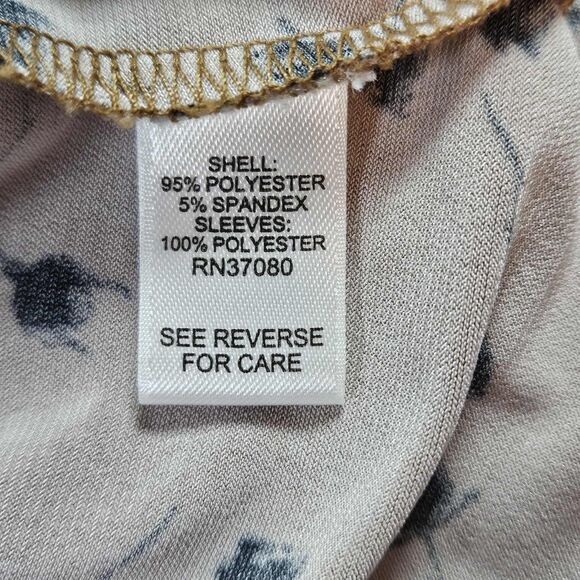 SHELL:
95% POLYESTER
5% SPANDEX
SLEEVES:
100% POLYESTER
RN37080
SEE REVERSE
FOR CARE